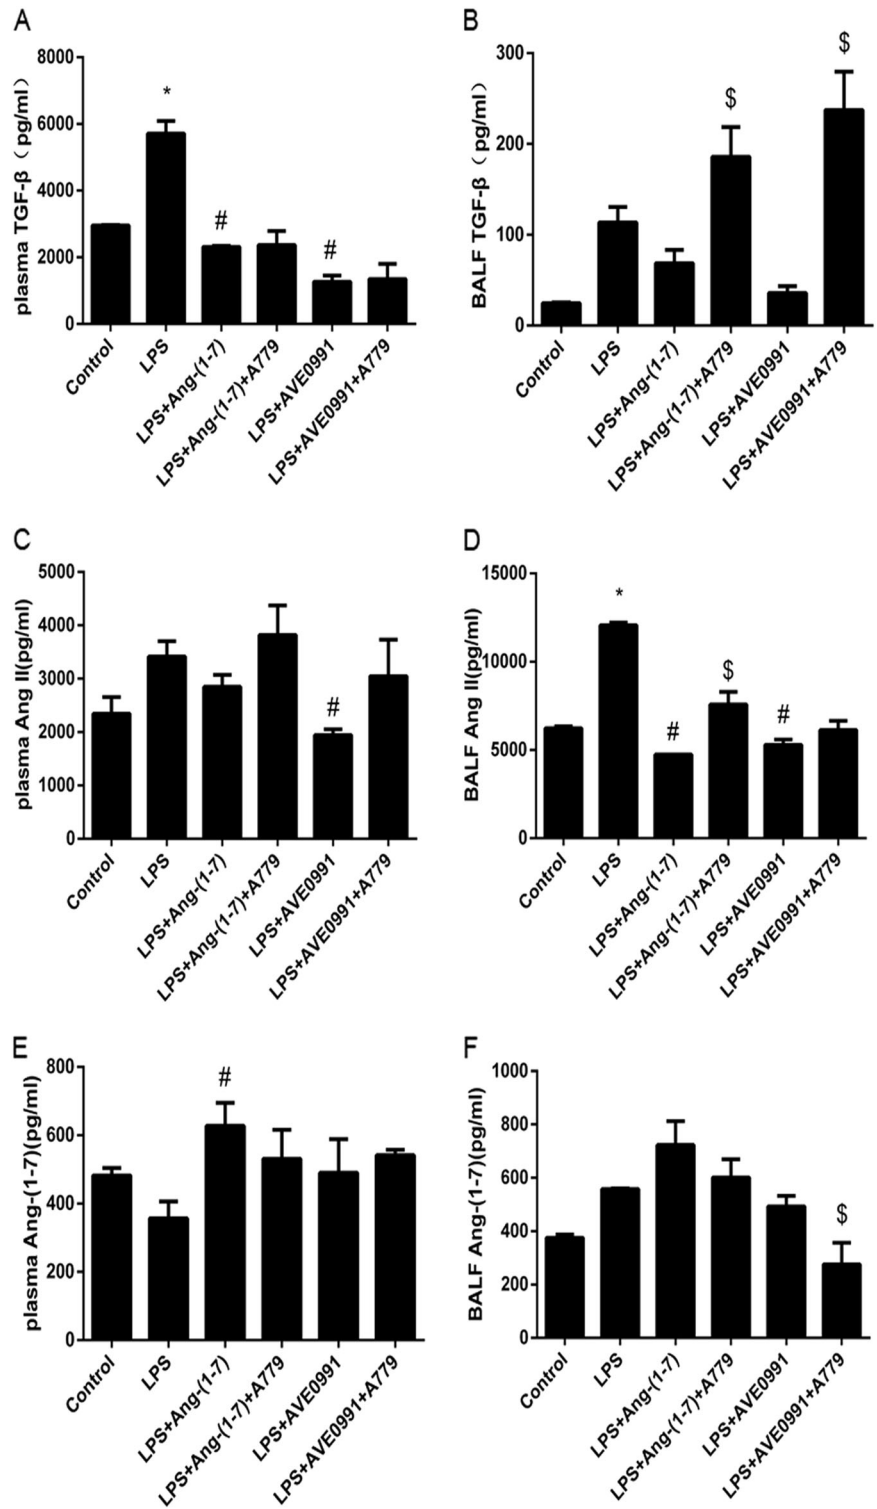 A
plasma TGF-β（pg/ml）
8000
6000
4000
2000
0
*
#
#
Control
LPS
LPS+Ang-(1-7)
LPS+Ang-(1-7)+A779
LPS+AVE0991
LPS+AVE0991+A779
B
BALF TGF-β（pg/ml）
300
200
100
0
$
$
Control
LPS
LPS+Ang-(1-7)
LPS+Ang-(1-7)+A779
LPS+AVE0991
LPS+AVE0991+A779
C
plasma Ang II(pg/ml)
5000
4000
3000
2000
1000
0
#
Control
LPS
LPS+Ang-(1-7)
LPS+Ang-(1-7)+A779
LPS+AVE0991
LPS+AVE0991+A779
D
BALF Ang II(pg/ml)
15000
10000
5000
0
*
#
$
#
Control
LPS
LPS+Ang-(1-7)
LPS+Ang-(1-7)+A779
LPS+AVE0991
LPS+AVE0991+A779
E
plasma Ang-(1-7)(pg/ml)
800
600
400
200
0
#
Control
LPS
LPS+Ang-(1-7)
LPS+Ang-(1-7)+A779
LPS+AVE0991
LPS+AVE0991+A779
F
BALF Ang-(1-7)(pg/ml)
1000
800
600
400
200
0
$
Control
LPS
LPS+Ang-(1-7)
LPS+Ang-(1-7)+A779
LPS+AVE0991
LPS+AVE0991+A779